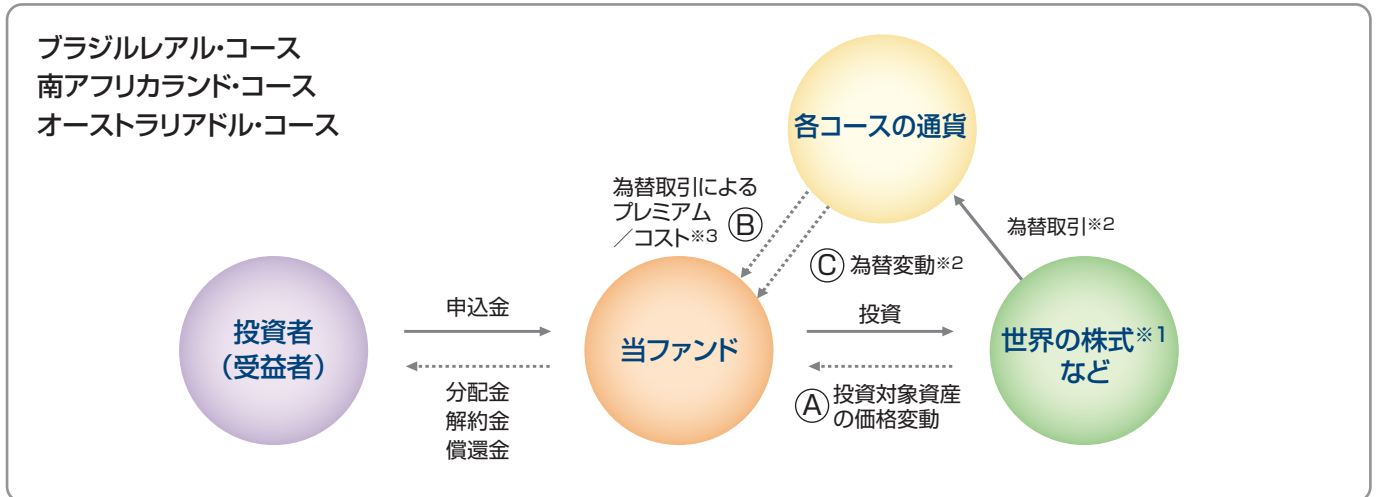 ブラジルレアル・コース
南アフリカランド・コース
オーストラリアドル・コース
各コースの通貨
為替取引による
プレミアム
／コスト※3
Ⓑ
為替取引※2
Ⓒ 為替変動※2
投資者
（受益者）
申込金
分配金
解約金
償還金
当ファンド
投資
Ⓐ 投資対象資産
の価格変動
世界の株式※1
など